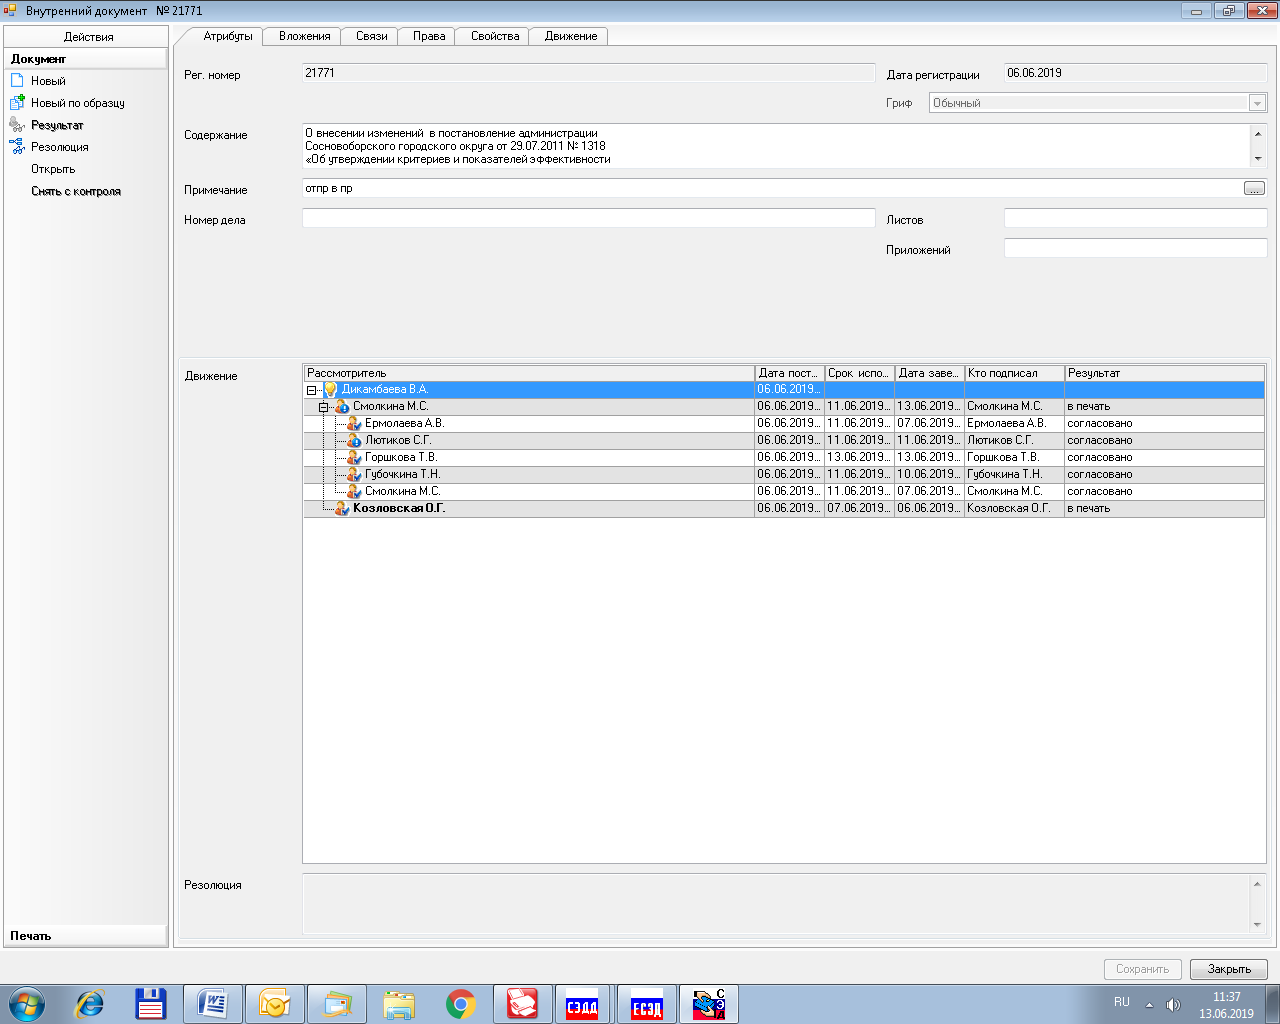 Внутренний документ № 21771
Действия
Документ
Новый
Новый по образцу
Результат
Резолюция
Открыть
Снять с контроля
Печать
Атрибуты Вложения Связи Права Свойства Движение
Рег. номер 21771 Дата регистрации 06.06.2019
Гриф Обычный
Содержание О внесении изменений в постановление администрации
Сосновоборского городского округа от 29.07.2011 № 1318
«Об утверждении критериев и показателей эффективности
Примечание отпр в пр ...
Номер дела Листов
Приложений
Движение
Рассмотритель Дата пост... Срок испо... Дата заве... Кто подписал Результат
Дикамбаева В.А. 06.06.2019...
Смолкина М.С. 06.06.2019... 11.06.2019... 13.06.2019... Смолкина М.С. в печать
Ермолаева А.В. 06.06.2019... 11.06.2019... 07.06.2019... Ермолаева А.В. согласовано
Лютиков С.Г. 06.06.2019... 11.06.2019... 11.06.2019... Лютиков С.Г. согласовано
Горшкова Т.В. 06.06.2019... 13.06.2019... 13.06.2019... Горшкова Т.В. согласовано
Губочкина Т.Н. 06.06.2019... 11.06.2019... 10.06.2019... Губочкина Т.Н. согласовано
Смолкина М.С. 06.06.2019... 11.06.2019... 07.06.2019... Смолкина М.С. согласовано
Козловская О.Г. 06.06.2019... 07.06.2019... 06.06.2019... Козловская О.Г. в печать
Резолюция
Сохранить Закрыть
СЭДД ЕСЭД СЭД
RU 11:37
13.06.2019